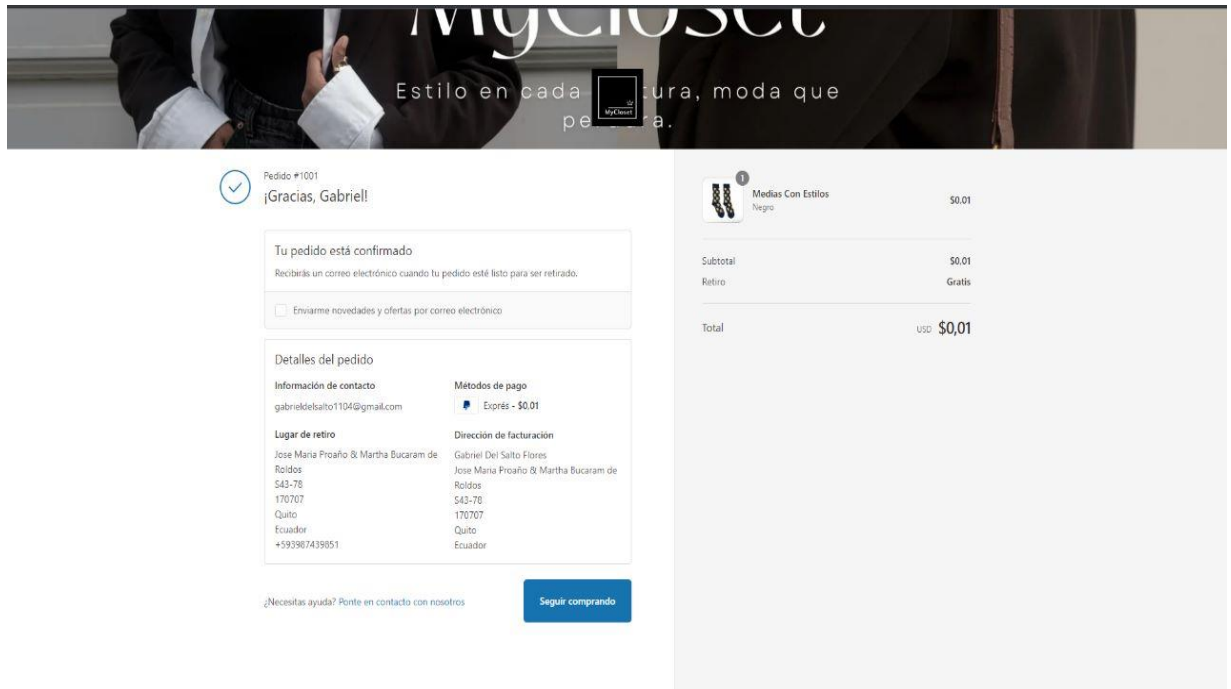 MyCloset
Estilo en cada tura, moda que
pe ra.
MyCloset
Pedido #1001
¡Gracias, Gabriel!
Tu pedido está confirmado
Recibirás un correo electrónico cuando tu pedido esté listo para ser retirado.
Enviarme novedades y ofertas por correo electrónico
Detalles del pedido
Información de contacto
gabrieldelsalto1104@gmail.com
Métodos de pago
Exprés - $0,01
Lugar de retiro
Jose Maria Proaño & Martha Bucaram de
Roldos
S43-78
170707
Quito
Ecuador
+593987439851
Dirección de facturación
Gabriel Del Salto Flores
Jose Maria Proaño & Martha Bucaram de
Roldos
S43-78
170707
Quito
Ecuador
¿Necesitas ayuda? Ponte en contacto con nosotros
Seguir comprando
1
Medias Con Estilos
Negro
$0.01
Subtotal $0.01
Retiro Gratis
Total USD $0,01